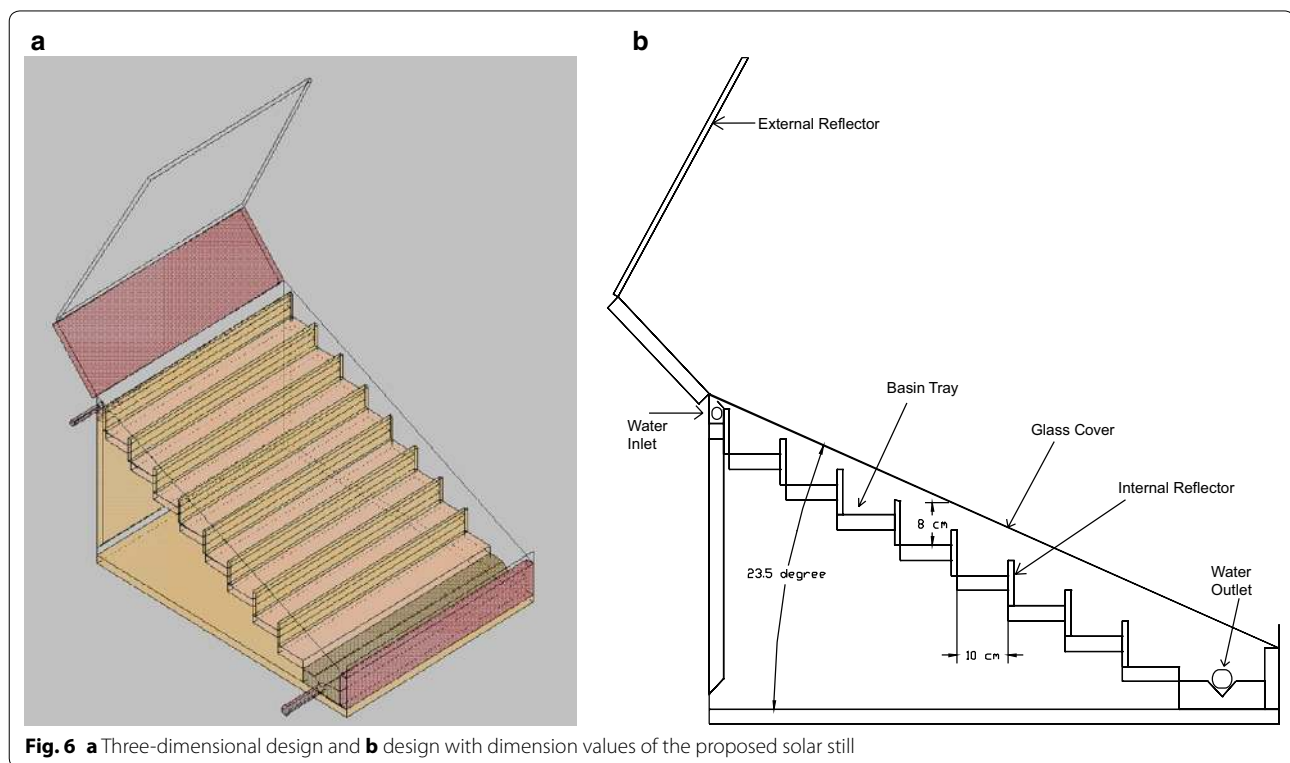 a
b
External Reflector
Basin Tray
Water
Inlet
Glass Cover
Internal Reflector
8 cm
23.5 degree
Water
Outlet
10 cm
Fig. 6 a Three-dimensional design and b design with dimension values of the proposed solar still